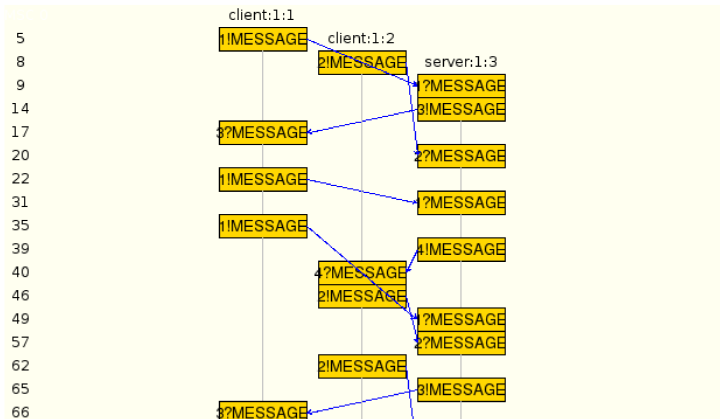 client:1:1
5 1!MESSAGE client:1:2
8 2!MESSAGE server:1:3
9 1?MESSAGE
14 3!MESSAGE
17 3?MESSAGE
20 2?MESSAGE
22 1!MESSAGE
31 1?MESSAGE
35 1!MESSAGE
39 4!MESSAGE
40 4?MESSAGE
46 2!MESSAGE
49 1?MESSAGE
57 2?MESSAGE
62 2!MESSAGE
65 3!MESSAGE
66 3?MESSAGE